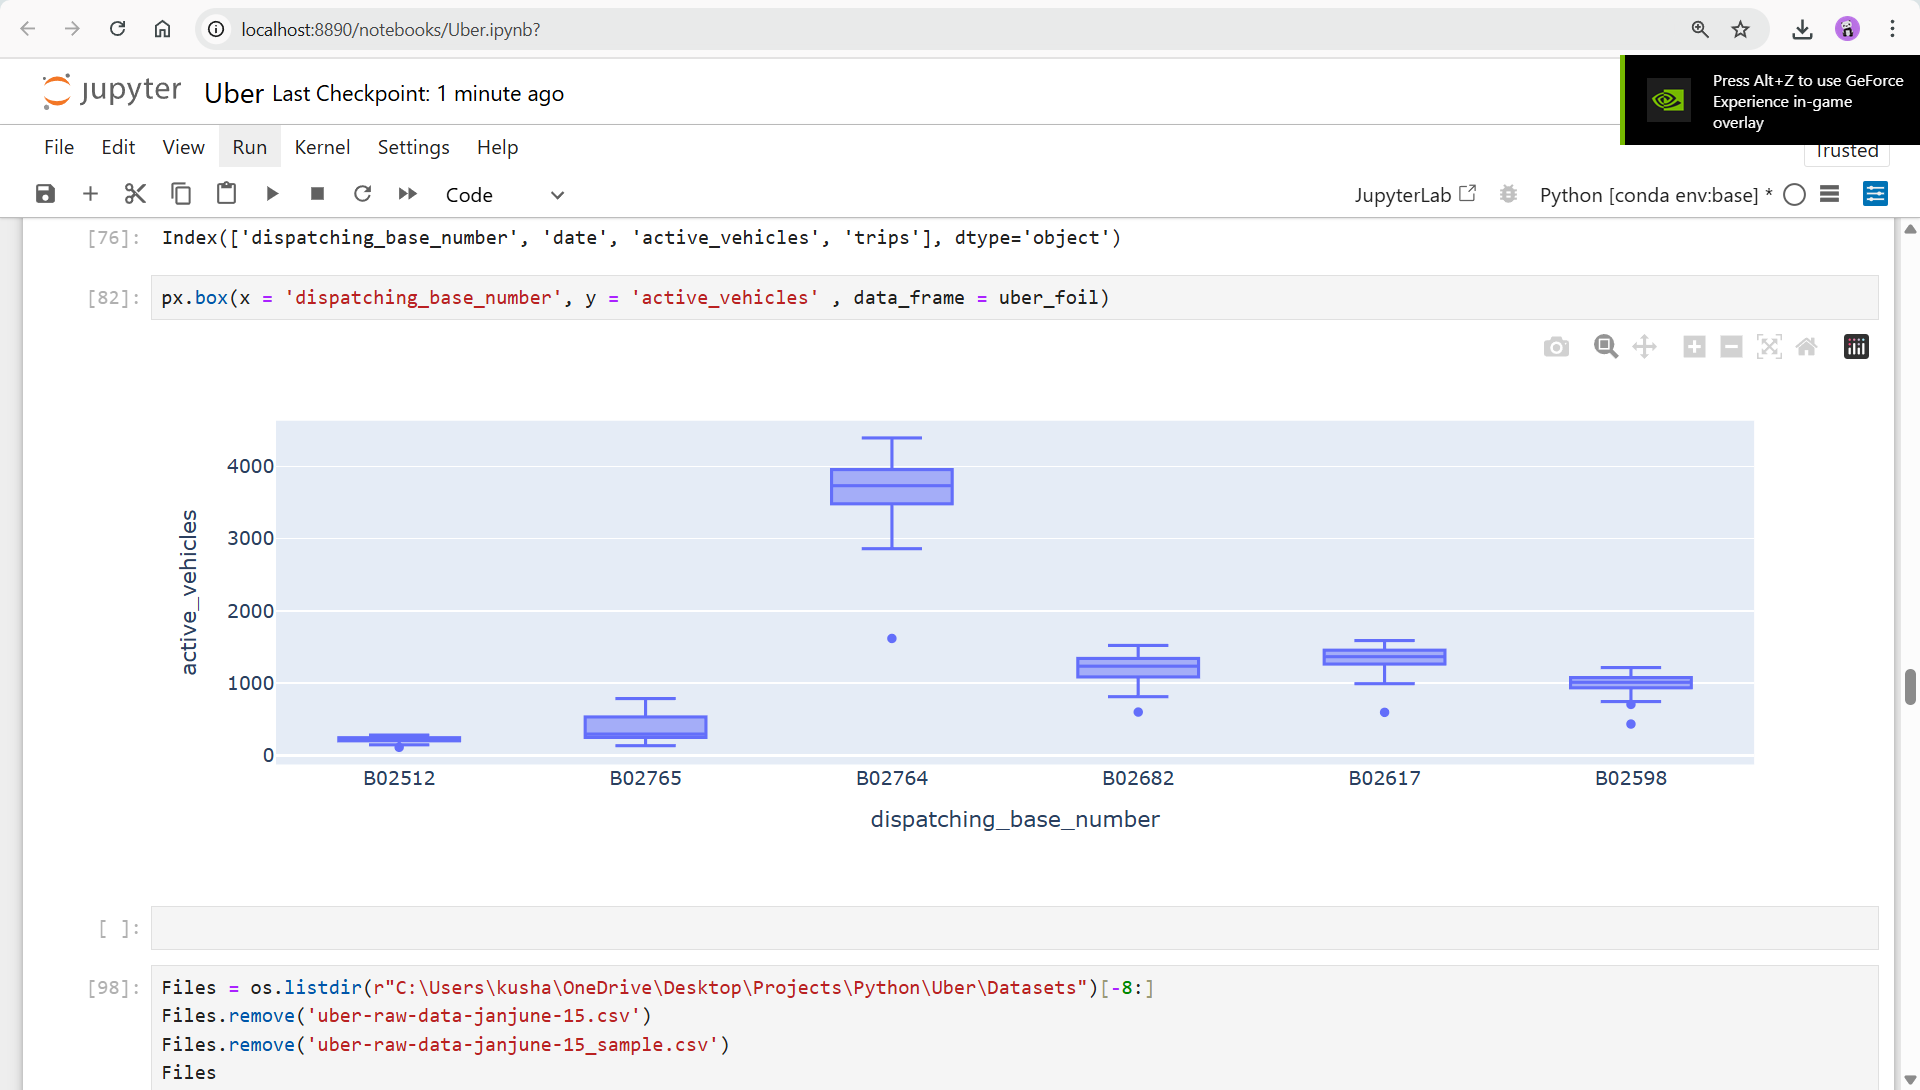 localhost:8890/notebooks/Uber.ipynb?
Press Alt+Z to use GeForce
Experience in-game
overlay
jupyter Uber Last Checkpoint: 1 minute ago
Trusted
File Edit View Run Kernel Settings Help
Code JupyterLab Python [conda env:base] *
[76]: Index(['dispatching_base_number', 'date', 'active_vehicles', 'trips'], dtype='object')
[82]: px.box(x = 'dispatching_base_number', y = 'active_vehicles' , data_frame = uber_foil)
active_vehicles
4000
3000
2000
1000
0
B02512 B02765 B02764 B02682 B02617 B02598
dispatching_base_number
[ ]:
[98]: Files = os.listdir(r"C:\Users\kusha\OneDrive\Desktop\Projects\Python\Uber\Datasets")[-8:]
Files.remove('uber-raw-data-janjune-15.csv')
Files.remove('uber-raw-data-janjune-15_sample.csv')
Files